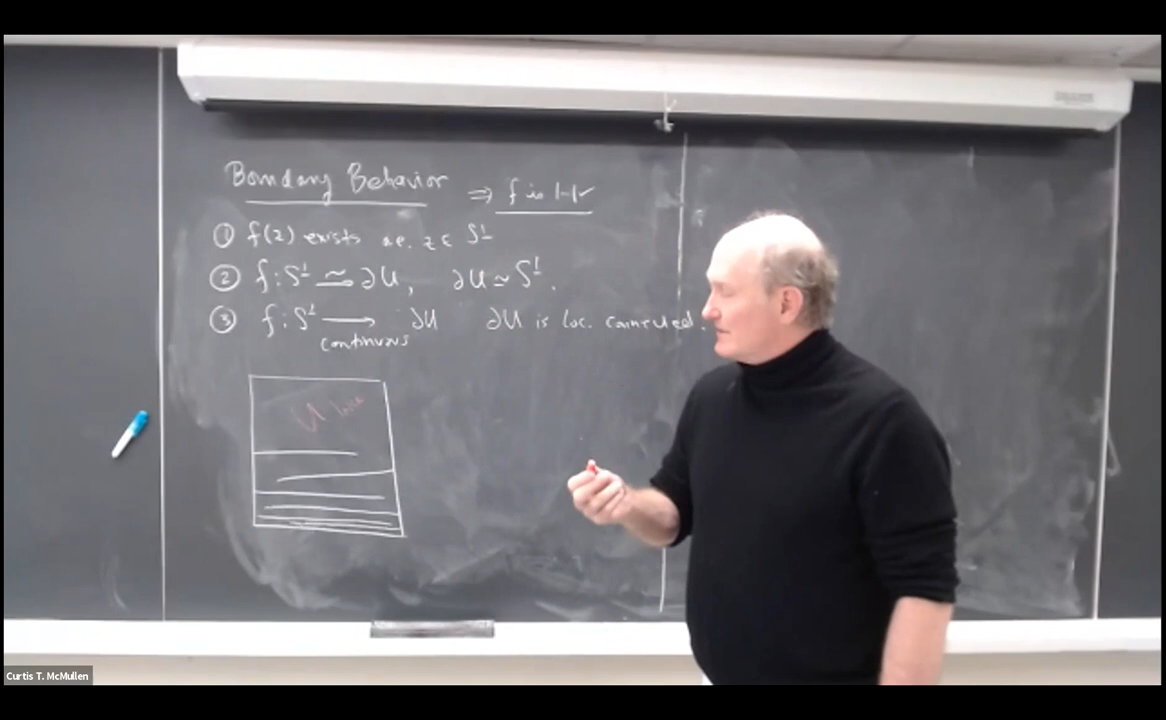 Boundary Behavior ⇒ f is 1-1
① f(z) exists a.e. z ∈ S¹
② f: S¹ ≃ ∂U, ∂U ≃ S¹.
③ f: S¹ ⟶ ∂U ∂U is loc. connected.
continuous
U
Curtis T. McMullen